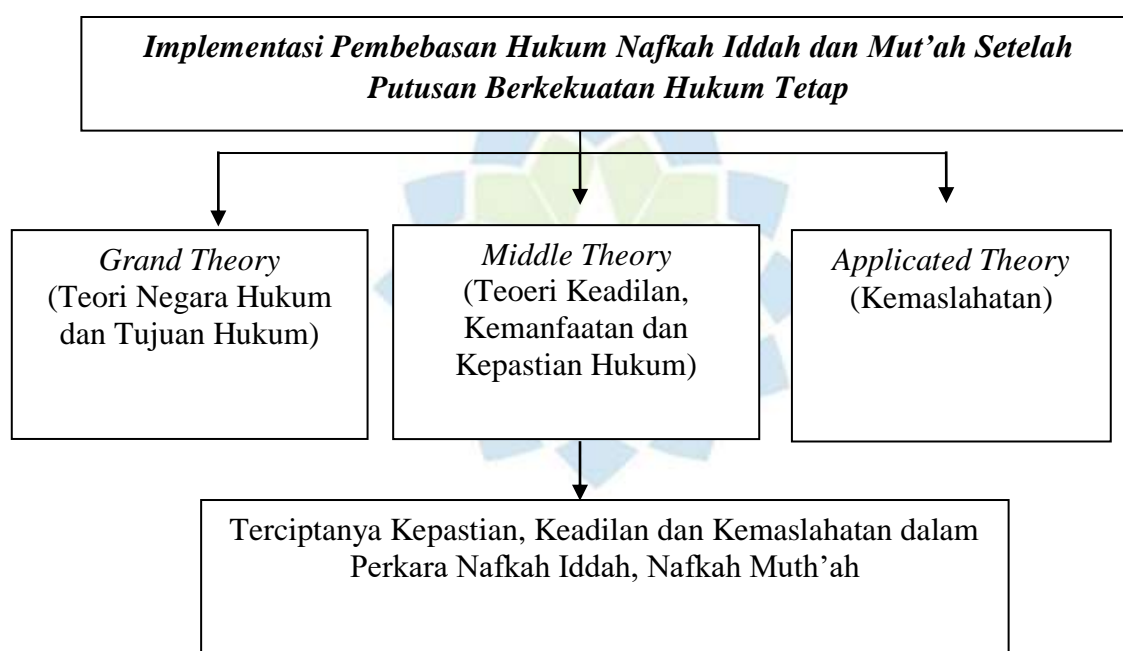 Implementasi Pembebasan Hukum Nafkah Iddah dan Mut’ah Setelah
Putusan Berkekuatan Hukum Tetap
Grand Theory
(Teori Negara Hukum
dan Tujuan Hukum)
Middle Theory
(Teoeri Keadilan,
Kemanfaatan dan
Kepastian Hukum)
Applicated Theory
(Kemaslahatan)
Terciptanya Kepastian, Keadilan dan Kemaslahatan dalam
Perkara Nafkah Iddah, Nafkah Muth’ah